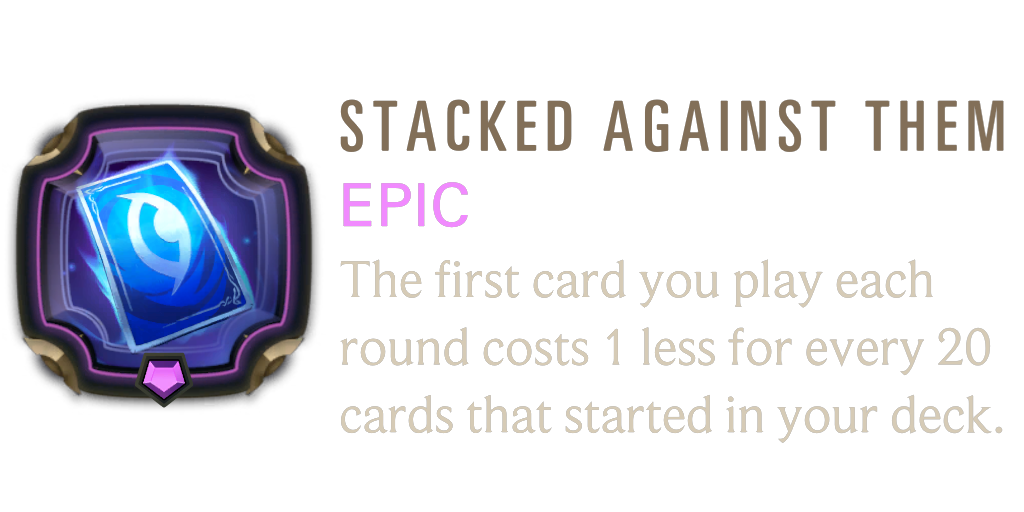 STACKED AGAINST THEM
EPIC
The first card you play each
round costs 1 less for every 20
cards that started in your deck.